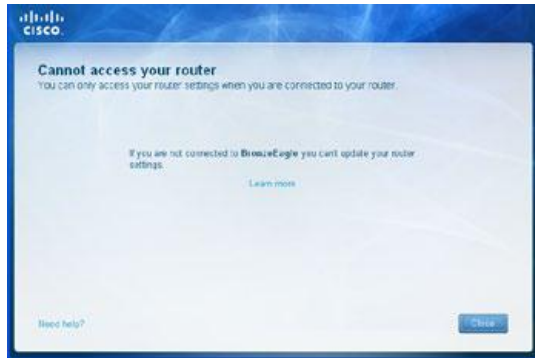 CISCO
Cannot access your router
You can only access your router settings when you are connected to your router.
If you are not connected to BronzeEagle you can't update your router
settings.
Learn more
Need help?
Close